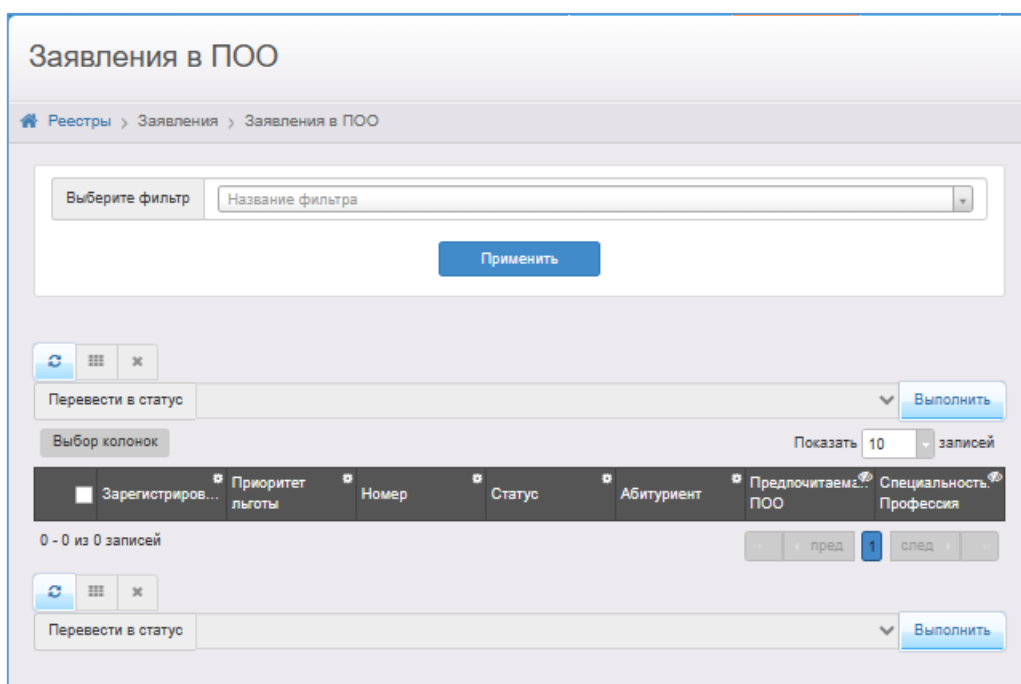 Заявления в ПОО
Реестры > Заявления > Заявления в ПОО
Выберите фильтр Название фильтра
Применить
Перевести в статус Выполнить
Выбор колонок Показать 10 записей
Зарегистриров... Приоритет льготы Номер Статус Абитуриент Предпочитаема... ПОО Специальность. Профессия
0 - 0 из 0 записей пред 1 след
Перевести в статус Выполнить